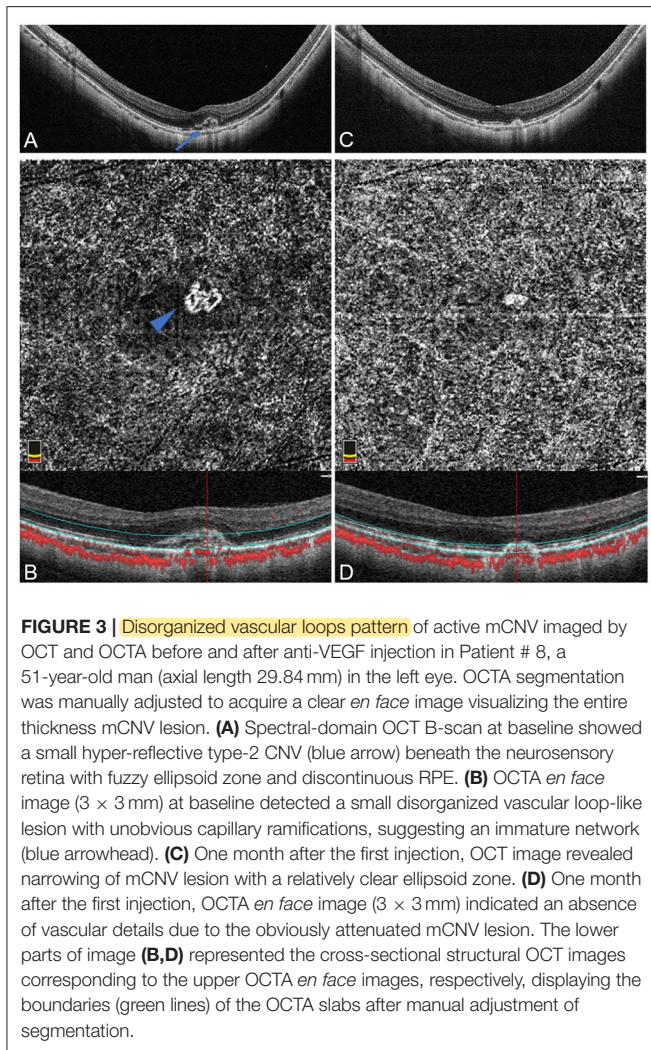 A
C
B
D
FIGURE 3 | Disorganized vascular loops pattern of active mCNV imaged by
OCT and OCTA before and after anti-VEGF injection in Patient # 8, a
51-year-old man (axial length 29.84 mm) in the left eye. OCTA segmentation
was manually adjusted to acquire a clear en face image visualizing the entire
thickness mCNV lesion. (A) Spectral-domain OCT B-scan at baseline showed
a small hyper-reflective type-2 CNV (blue arrow) beneath the neurosensory
retina with fuzzy ellipsoid zone and discontinuous RPE. (B) OCTA en face
image (3 × 3 mm) at baseline detected a small disorganized vascular loop-like
lesion with unobvious capillary ramifications, suggesting an immature network
(blue arrowhead). (C) One month after the first injection, OCT image revealed
narrowing of mCNV lesion with a relatively clear ellipsoid zone. (D) One month
after the first injection, OCTA en face image (3 × 3 mm) indicated an absence
of vascular details due to the obviously attenuated mCNV lesion. The lower
parts of image (B,D) represented the cross-sectional structural OCT images
corresponding to the upper OCTA en face images, respectively, displaying the
boundaries (green lines) of the OCTA slabs after manual adjustment of
segmentation.